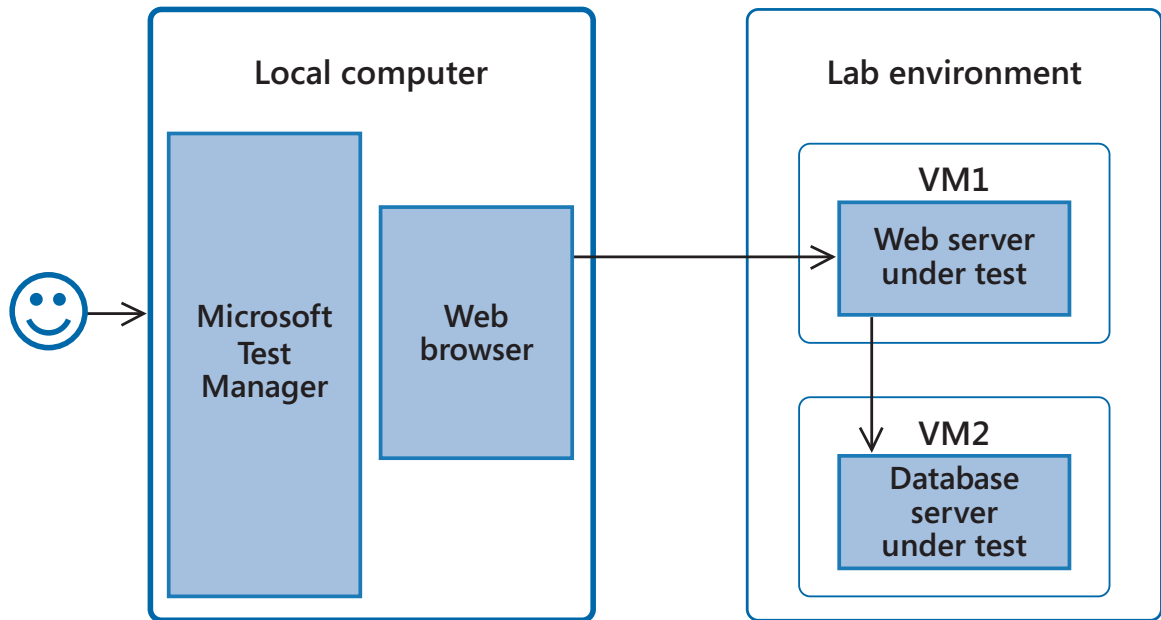 Local computer
Microsoft
Test
Manager
Web
browser
Lab environment
VM1
Web server
under test
VM2
Database
server
under test